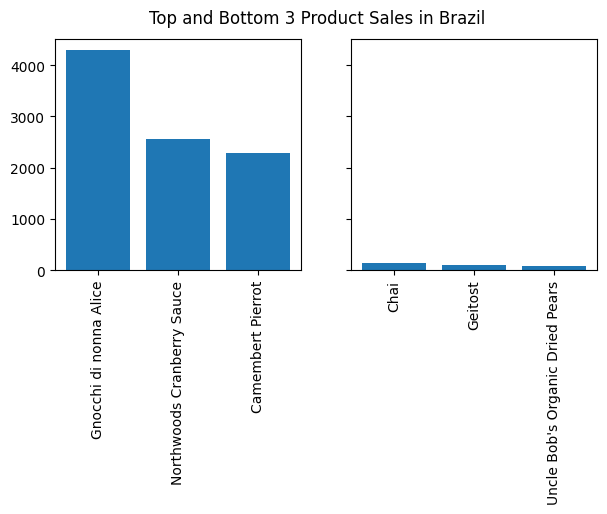 Top and Bottom 3 Product Sales in Brazil
4000
3000
2000
1000
0
Gnocchi di nonna Alice
Northwoods Cranberry Sauce
Camembert Pierrot
Chai
Geitost
Uncle Bob's Organic Dried Pears